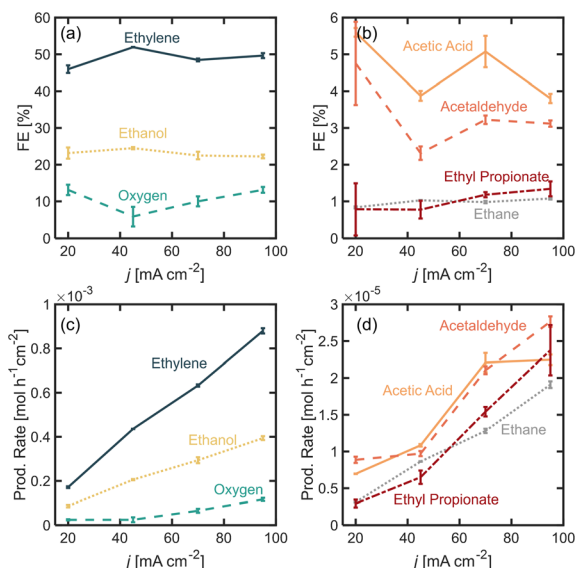 (a)
Ethylene
Ethanol
Oxygen
60
50
40
30
20
10
0
FE [%]
20 40 60 80 100
j [mA cm⁻²]
(b)
Acetic Acid
Acetaldehyde
Ethyl Propionate
Ethane
6
5
4
3
2
1
0
FE [%]
20 40 60 80 100
j [mA cm⁻²]
×10⁻³
(c)
Ethylene
Ethanol
Oxygen
1
0.8
0.6
0.4
0.2
0
Prod. Rate [mol h⁻¹ cm⁻²]
20 40 60 80 100
j [mA cm⁻²]
×10⁻⁵
(d)
Acetaldehyde
Acetic Acid
Ethane
Ethyl Propionate
3
2.5
2
1.5
1
0.5
0
Prod. Rate [mol h⁻¹ cm⁻²]
20 40 60 80 100
j [mA cm⁻²]